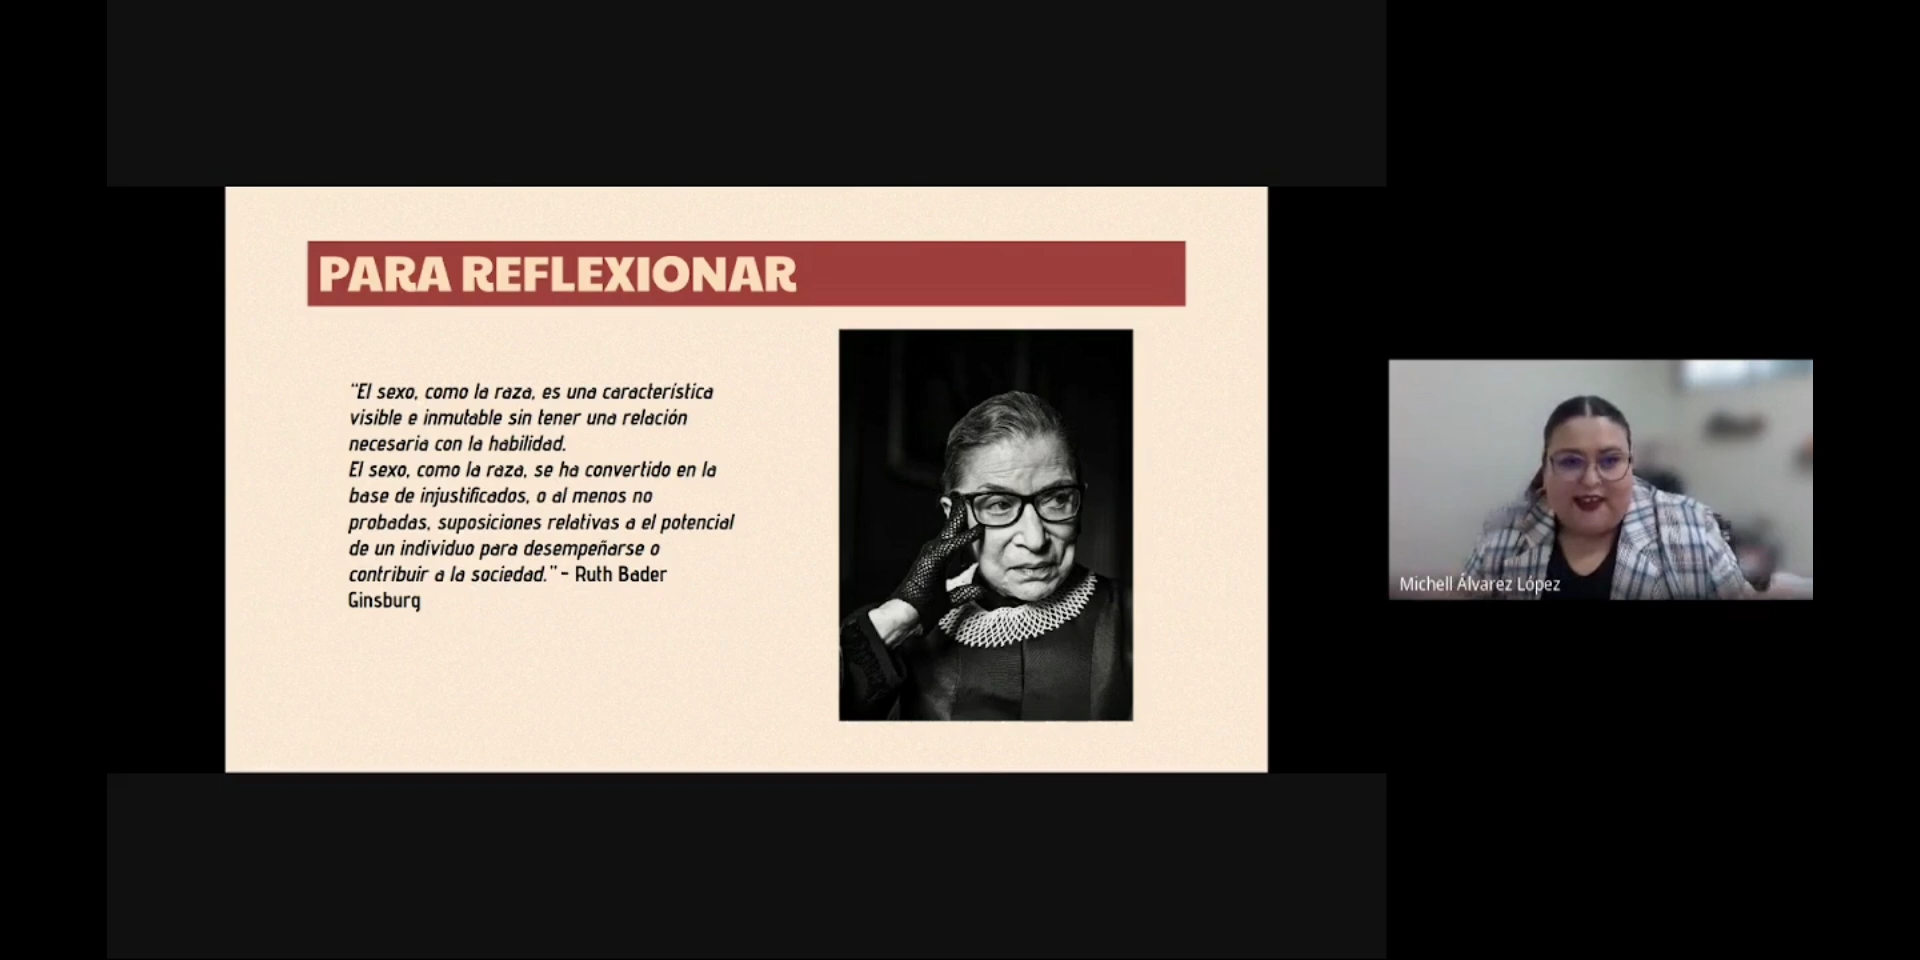 PARA REFLEXIONAR
“El sexo, como la raza, es una característica
visible e inmutable sin tener una relación
necesaria con la habilidad.
El sexo, como la raza, se ha convertido en la
base de injustificados, o al menos no
probadas, suposiciones relativas a el potencial
de un individuo para desempeñarse o
contribuir a la sociedad.” - Ruth Bader
Ginsburg
Michell Álvarez López